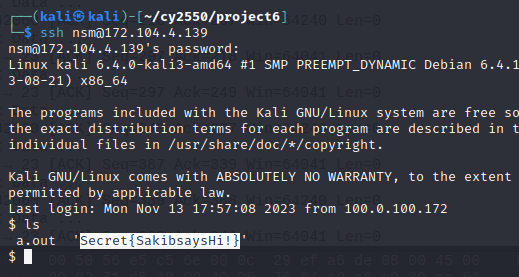 ┌──(kali㉿kali)-[~/cy2550/project6]
└─$ ssh nsm@172.104.4.139
nsm@172.104.4.139's password:
Linux kali 6.4.0-kali3-amd64 #1 SMP PREEMPT_DYNAMIC Debian 6.4.1
3-08-21) x86_64

The programs included with the Kali GNU/Linux system are free so
the exact distribution terms for each program are described in t
individual files in /usr/share/doc/*/copyright.

Kali GNU/Linux comes with ABSOLUTELY NO WARRANTY, to the extent
permitted by applicable law.
Last login: Mon Nov 13 17:57:08 2023 from 100.0.100.172
$ ls
 a.out  'Secret{SakibsaysHi!}'
$